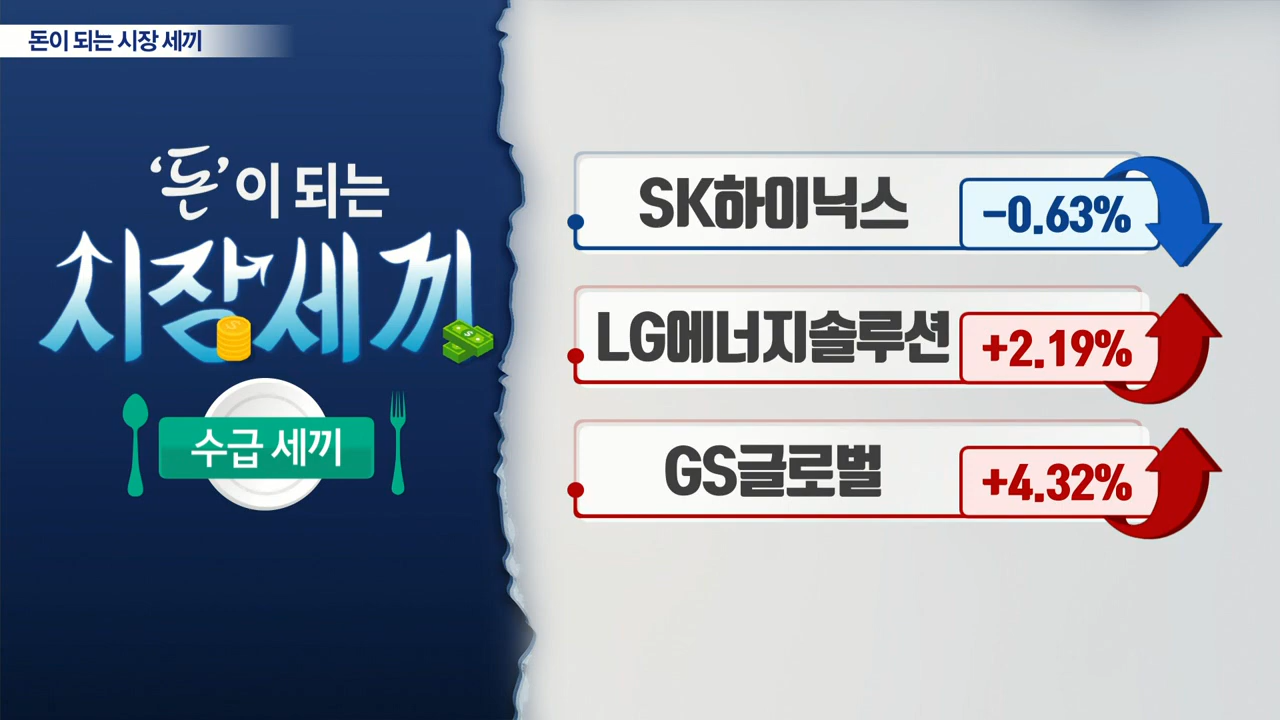 돈이 되는 시장 세끼
‘돈’이 되는
시장세끼
수급 세끼
SK하이닉스 -0.63%
LG에너지솔루션 +2.19%
GS글로벌 +4.32%